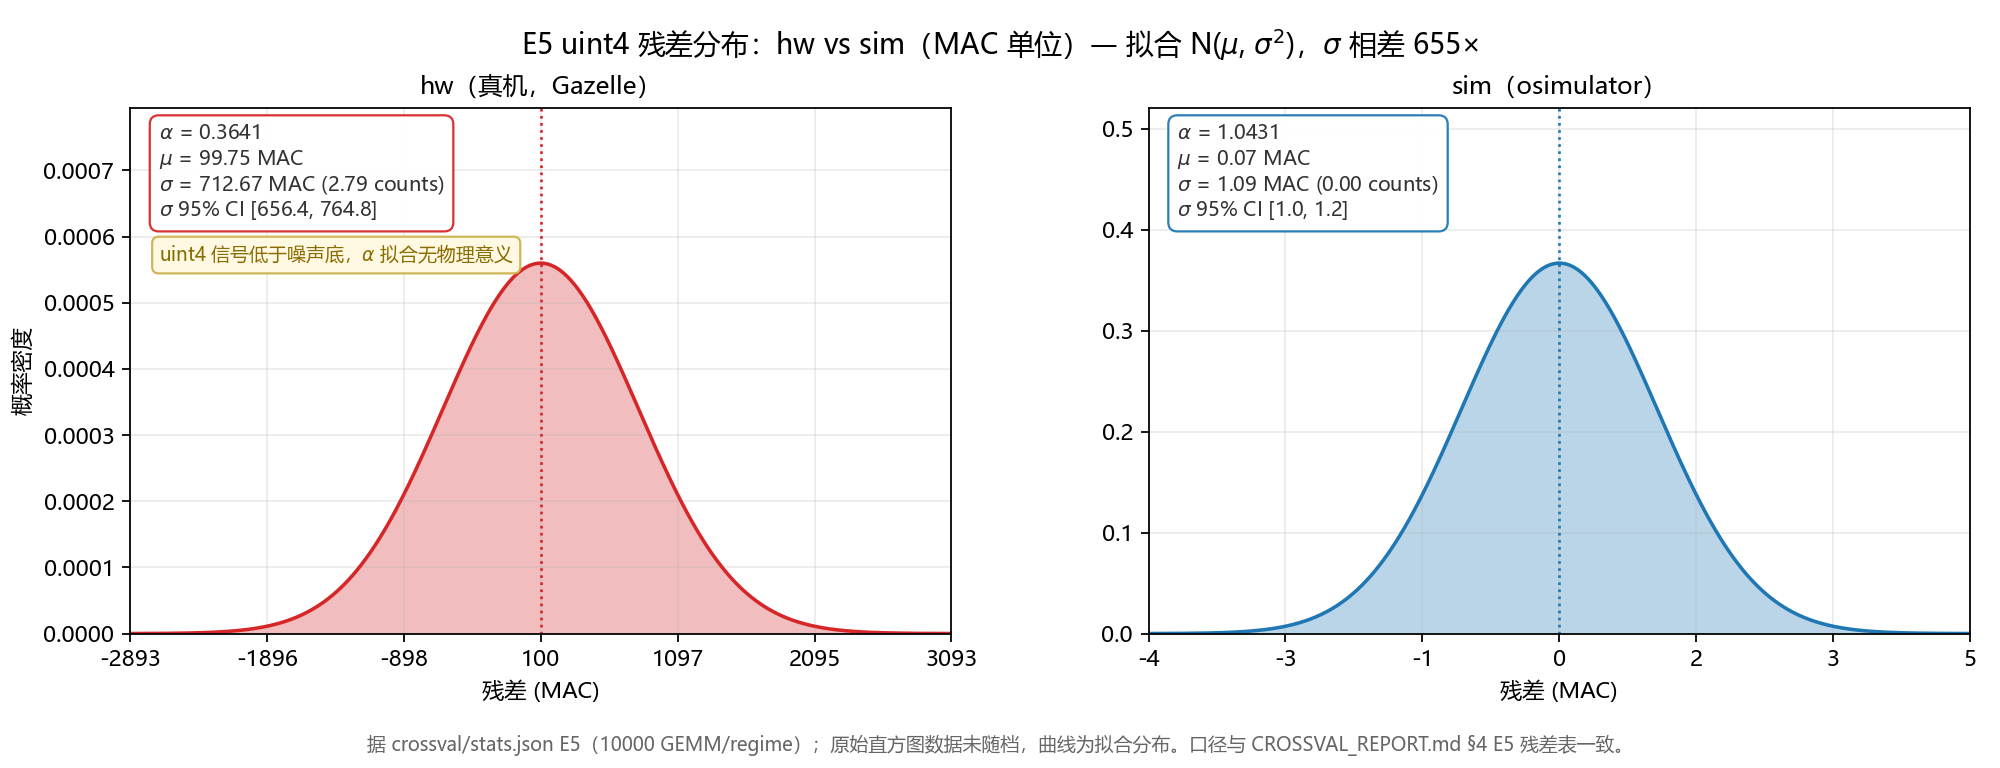 E5 uint4 残差分布：hw vs sim（MAC 单位）— 拟合 N(μ, σ²)，σ 相差 655×
hw（真机，Gazelle）
α = 0.3641
μ = 99.75 MAC
σ = 712.67 MAC (2.79 counts)
σ 95% CI [656.4, 764.8]
uint4 信号低于噪声底，α 拟合无物理意义
概率密度
0.0007
0.0006
0.0005
0.0004
0.0003
0.0002
0.0001
0.0000
-2893 -1896 -898 100 1097 2095 3093
残差 (MAC)
sim（osimulator）
α = 1.0431
μ = 0.07 MAC
σ = 1.09 MAC (0.00 counts)
σ 95% CI [1.0, 1.2]
0.5
0.4
0.3
0.2
0.1
0.0
-4 -3 -1 0 2 3 5
残差 (MAC)
据 crossval/stats.json E5（10000 GEMM/regime）；原始直方图数据未随档，曲线为拟合分布。口径与 CROSSVAL_REPORT.md §4 E5 残差表一致。